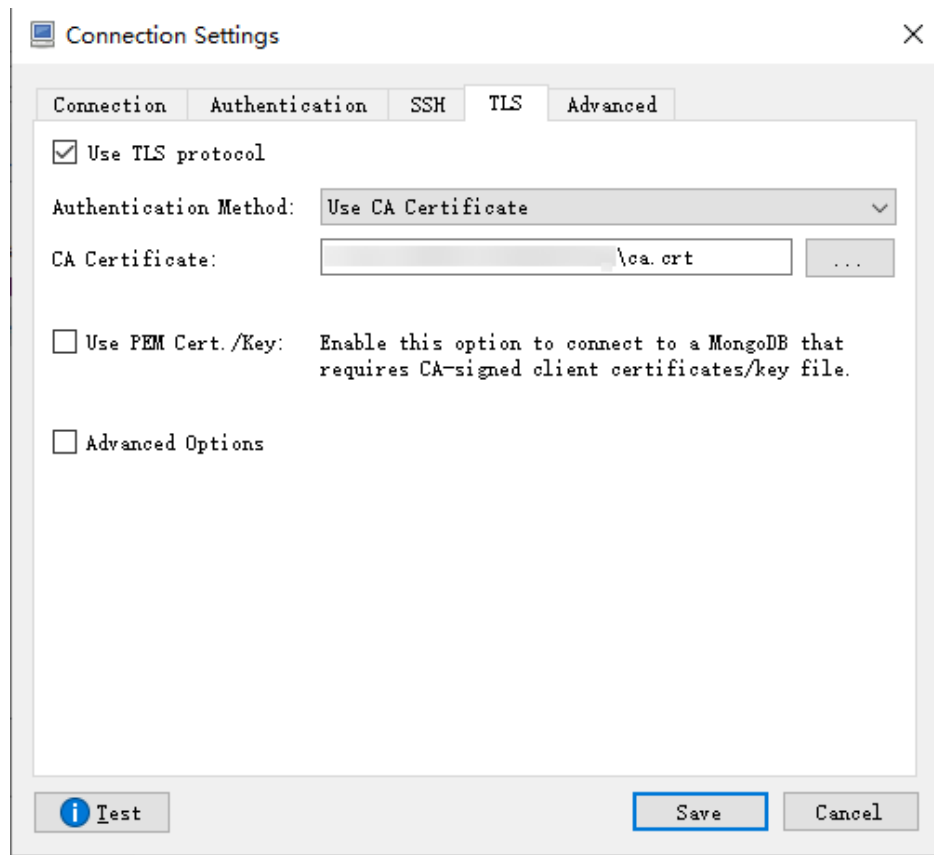 Connection Settings
Connection Authentication SSH TLS Advanced
Use TLS protocol
Authentication Method: Use CA Certificate
CA Certificate: \ca.crt ...
Use PEM Cert./Key: Enable this option to connect to a MongoDB that
requires CA-signed client certificates/key file.
Advanced Options
Test Save Cancel